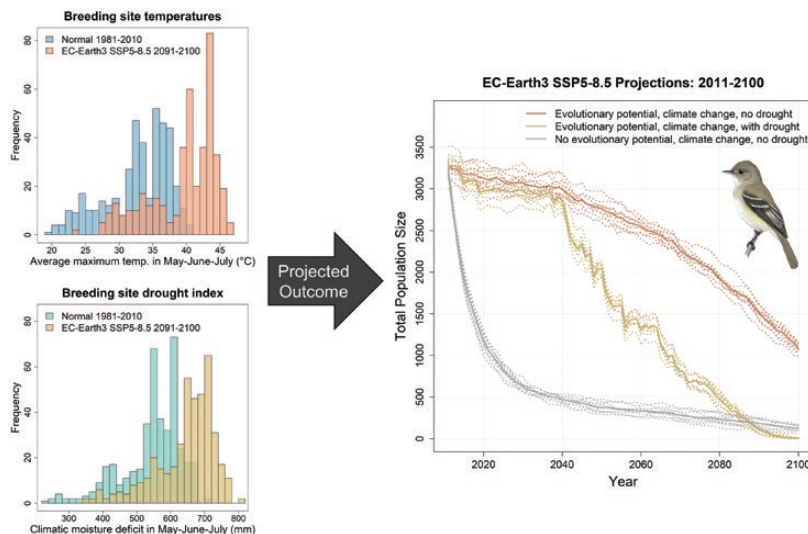 Breeding site temperatures
Normal 1981-2010
EC-Earth3 SSP5-8.5 2091-2100
Frequency
0 20 40 60 80
20 25 30 35 40 45
Average maximum temp. in May-June-July (°C)
Breeding site drought index
Normal 1981-2010
EC-Earth3 SSP5-8.5 2091-2100
Frequency
0 20 40 60 80
300 400 500 600 700 800
Climatic moisture deficit in May-June-July (mm)
Projected
Outcome
EC-Earth3 SSP5-8.5 Projections: 2011-2100
Evolutionary potential, climate change, no drought
Evolutionary potential, climate change, with drought
No evolutionary potential, climate change, no drought
Total Population Size
0 500 1000 1500 2000 2500 3000 3500
2020 2040 2060 2080 2100
Year